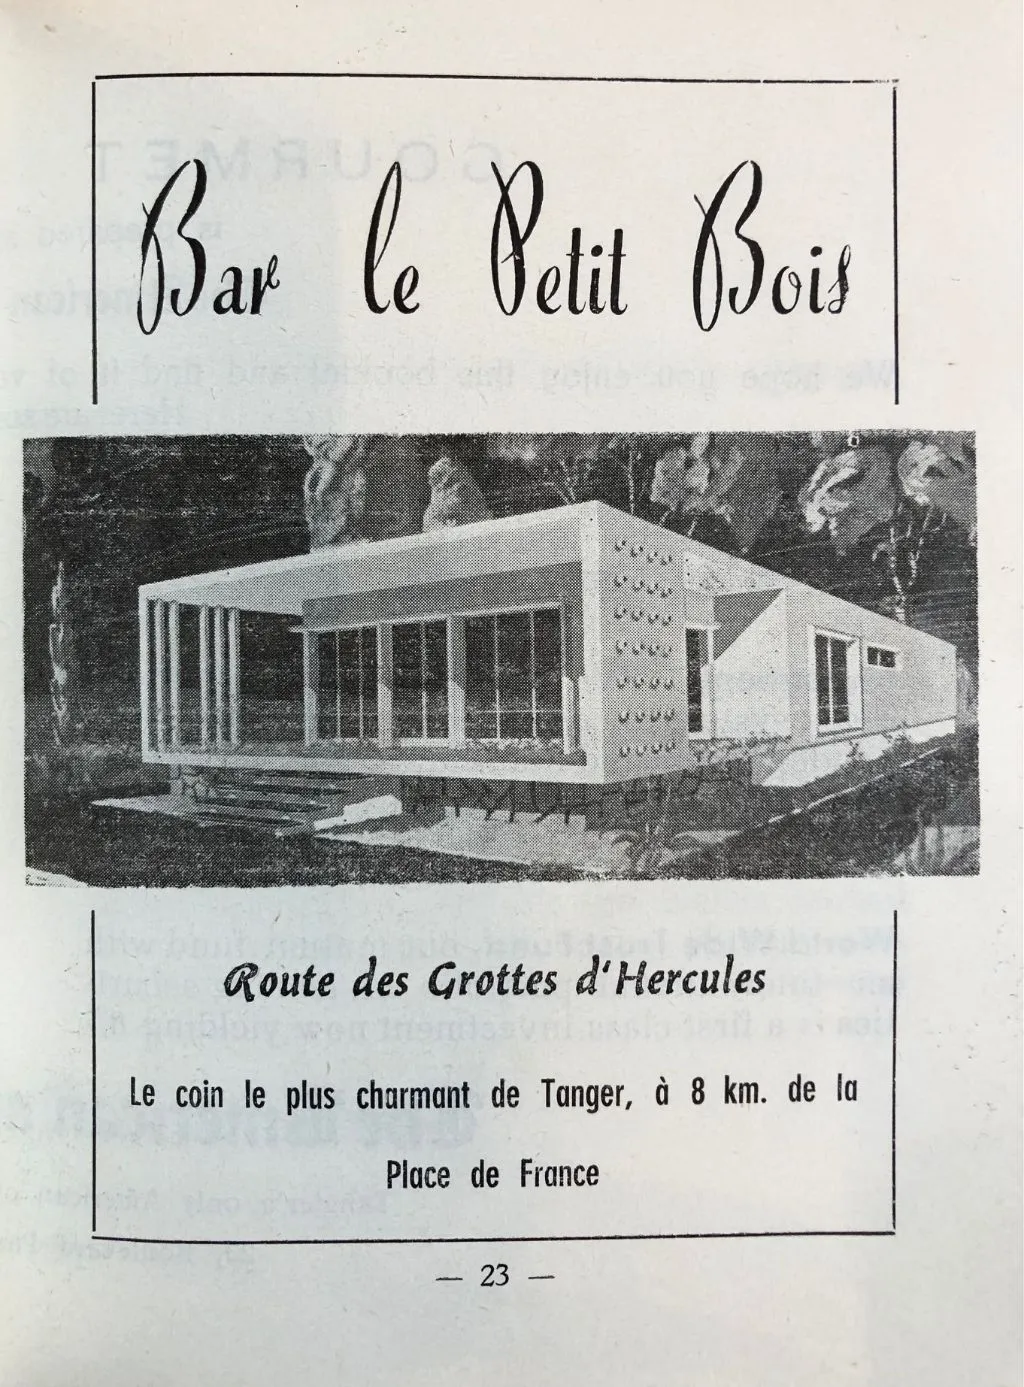 Bar le Petit Bois
Route des Grottes d'Hercules
Le coin le plus charmant de Tanger, à 8 km. de la
Place de France
— 23 —